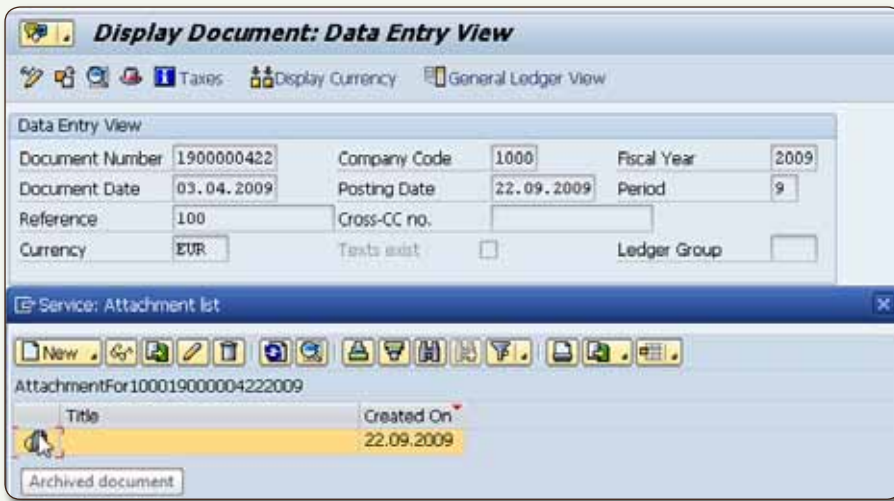 Display Document: Data Entry View
Taxes Display Currency General Ledger View
Data Entry View
Document Number 1900000422 Company Code 1000 Fiscal Year 2009
Document Date 03.04.2009 Posting Date 22.09.2009 Period 9
Reference 100 Cross-CC no.
Currency EUR Texts exist Ledger Group
Service: Attachment list
New
AttachmentFor100019000004222009
Title Created On
22.09.2009
Archived document